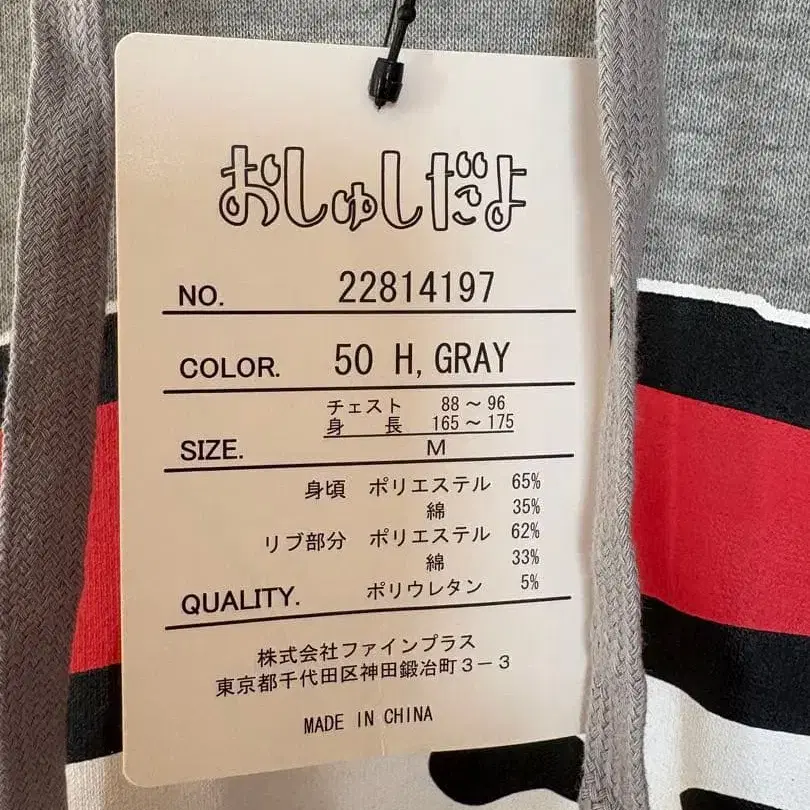 おしゅしだよ
NO. 22814197
COLOR. 50 H,GRAY
チェスト 88～96
身 長 165～175
SIZE. M
身頃 ポリエステル 65%
綿 35%
リブ部分 ポリエステル 62%
綿 33%
QUALITY. ポリウレタン 5%
株式会社ファインプラス
東京都千代田区神田鍛冶町3－3
MADE IN CHINA